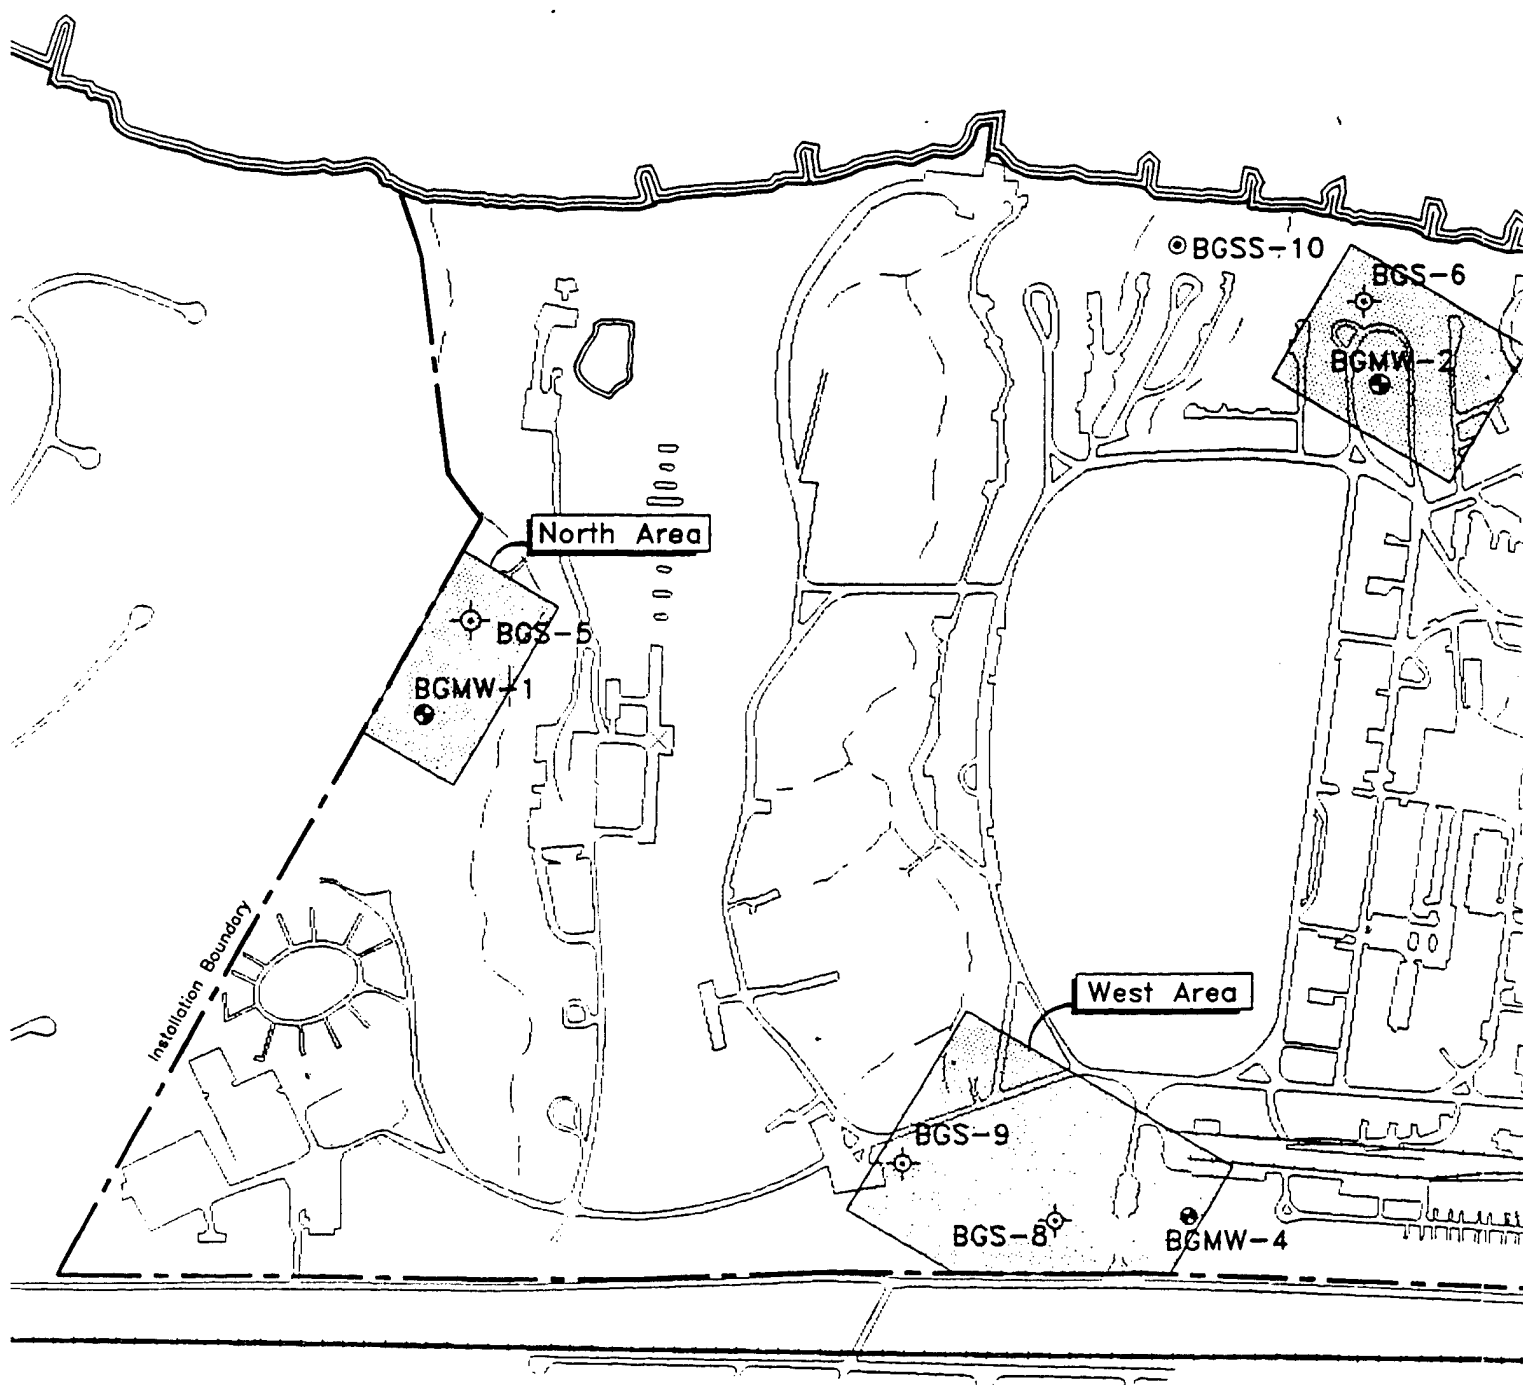 BGSS-10
BGS-6
BGMW-2
North Area
BGS-5
BGMW-1
Installation Boundary
West Area
BGS-9
BGS-8
BGMW-4